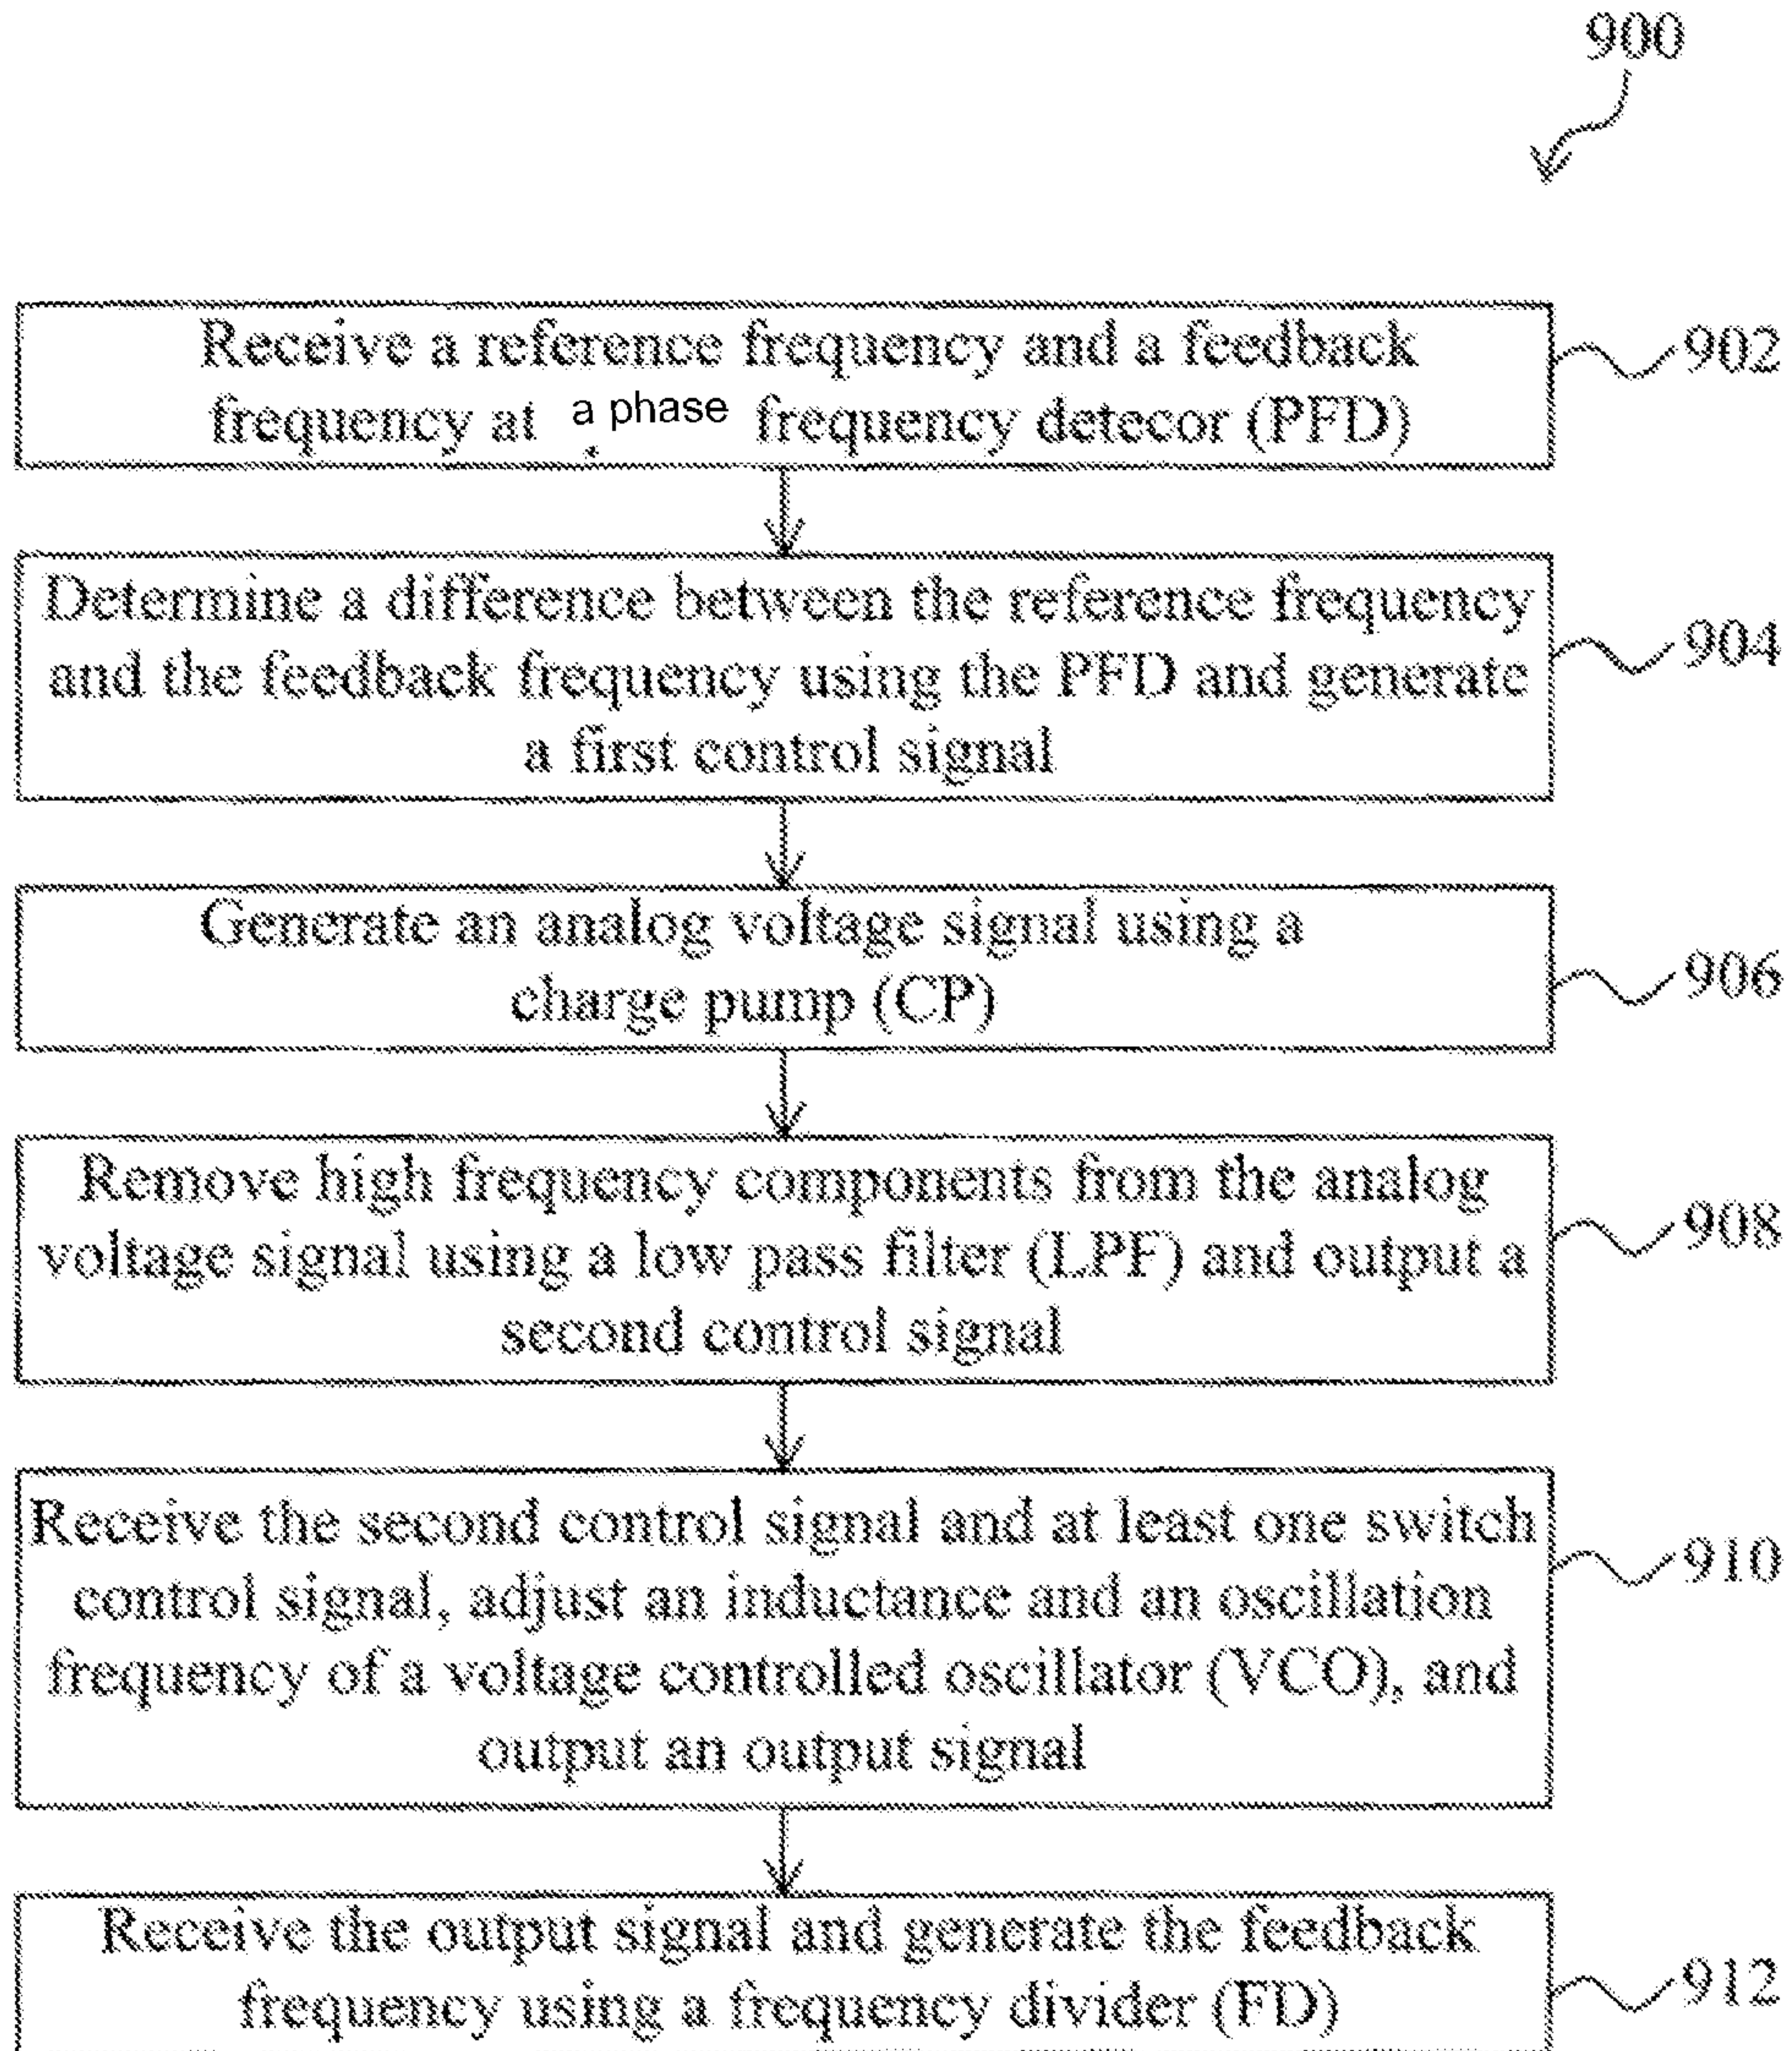 900
Receive a reference frequency and a feedback
frequency at a phase frequency detecor (PFD)
902
Determine a difference between the reference frequency
and the feedback frequency using the PFD and generate
a first control signal
904
Generate an analog voltage signal using a
charge pump (CP)
906
Remove high frequency components from the analog
voltage signal using a low pass filter (LPF) and output a
second control signal
908
Receive the second control signal and at least one switch
control signal, adjust an inductance and an oscillation
frequency of a voltage controlled oscillator (VCO), and
output an output signal
910
Receive the output signal and generate the feedback
frequency using a frequency divider (FD)
912